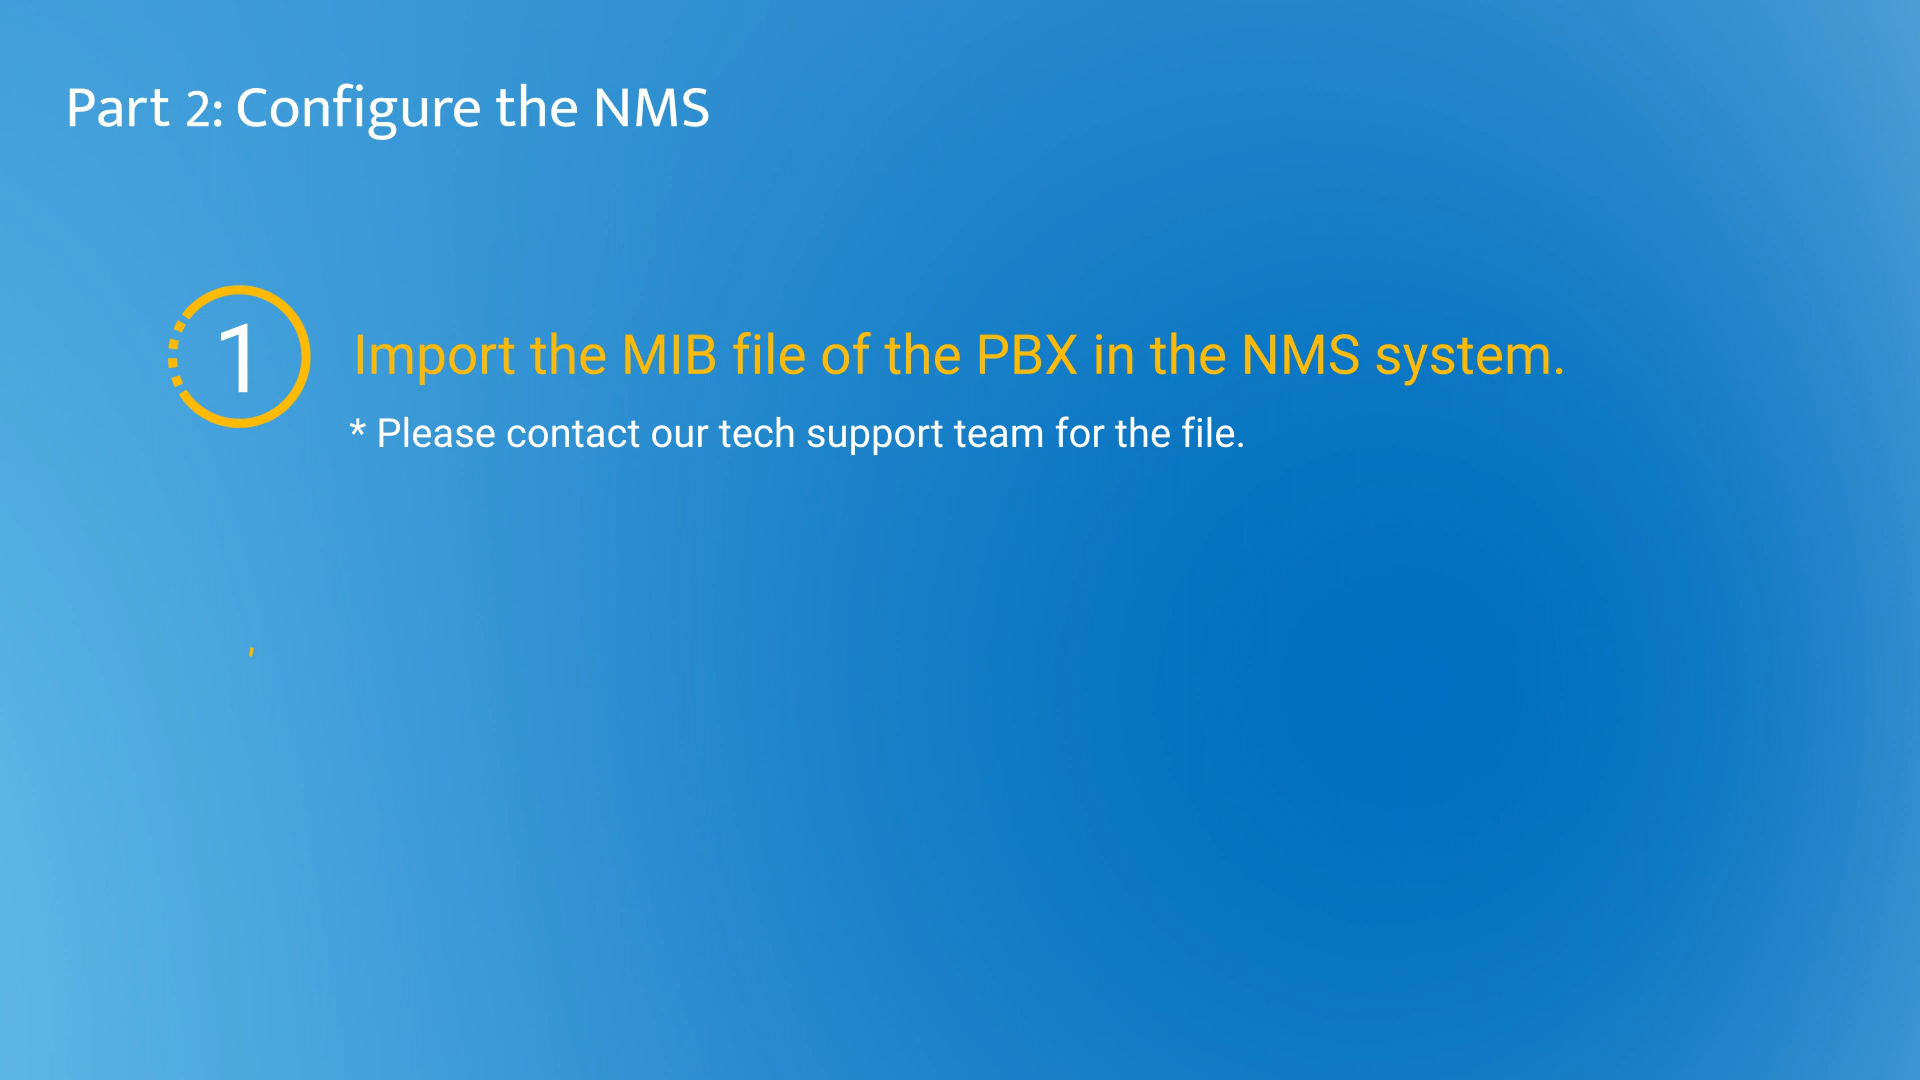 Part 2: Configure the NMS
1
Import the MIB file of the PBX in the NMS system.
* Please contact our tech support team for the file.